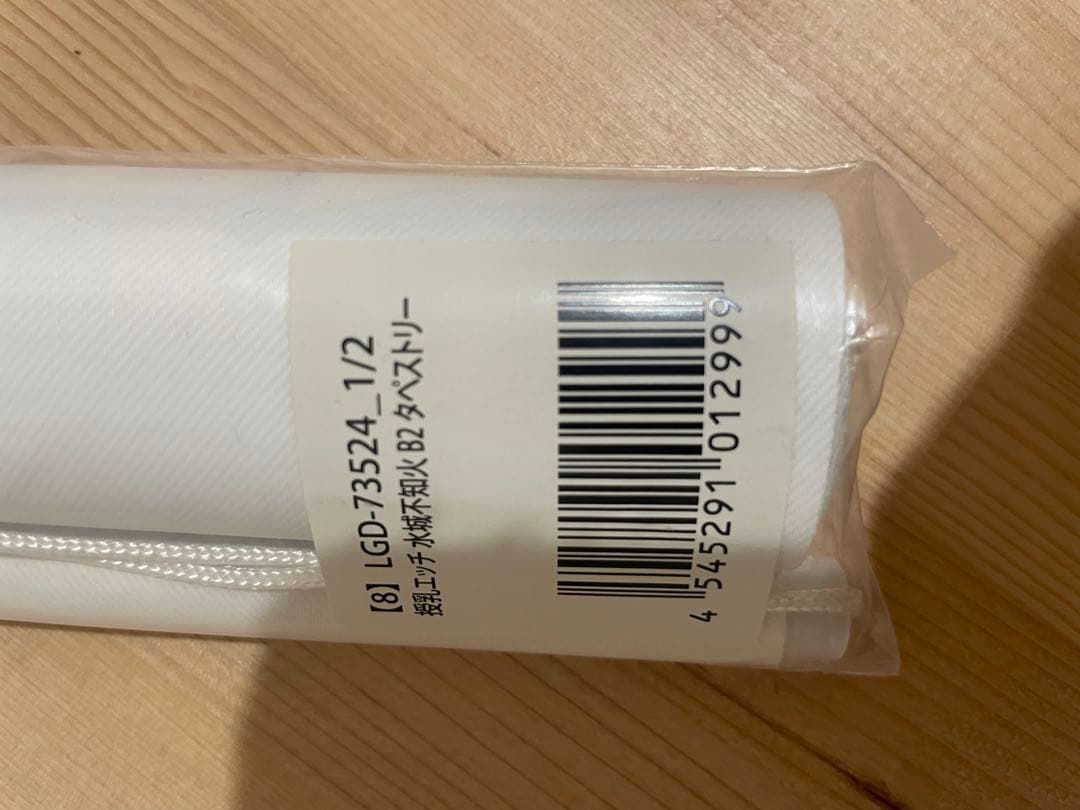 【8】 LGD-73524_1/2
授乳エッチ 水城不知火 B2 タペストリー
4 545291 012999